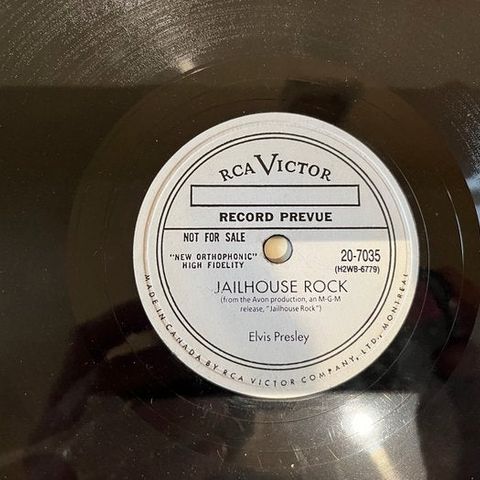 RCA VICTOR
RECORD PREVUE
NOT FOR SALE
"NEW ORTHOPHONIC"
HIGH FIDELITY
20-7035
(H2WB-6779)
JAILHOUSE ROCK
(from the Avon production, an M-G-M
release, "Jailhouse Rock")
Elvis Presley
MADE IN CANADA BY RCA VICTOR COMPANY, LTD., MONTREAL